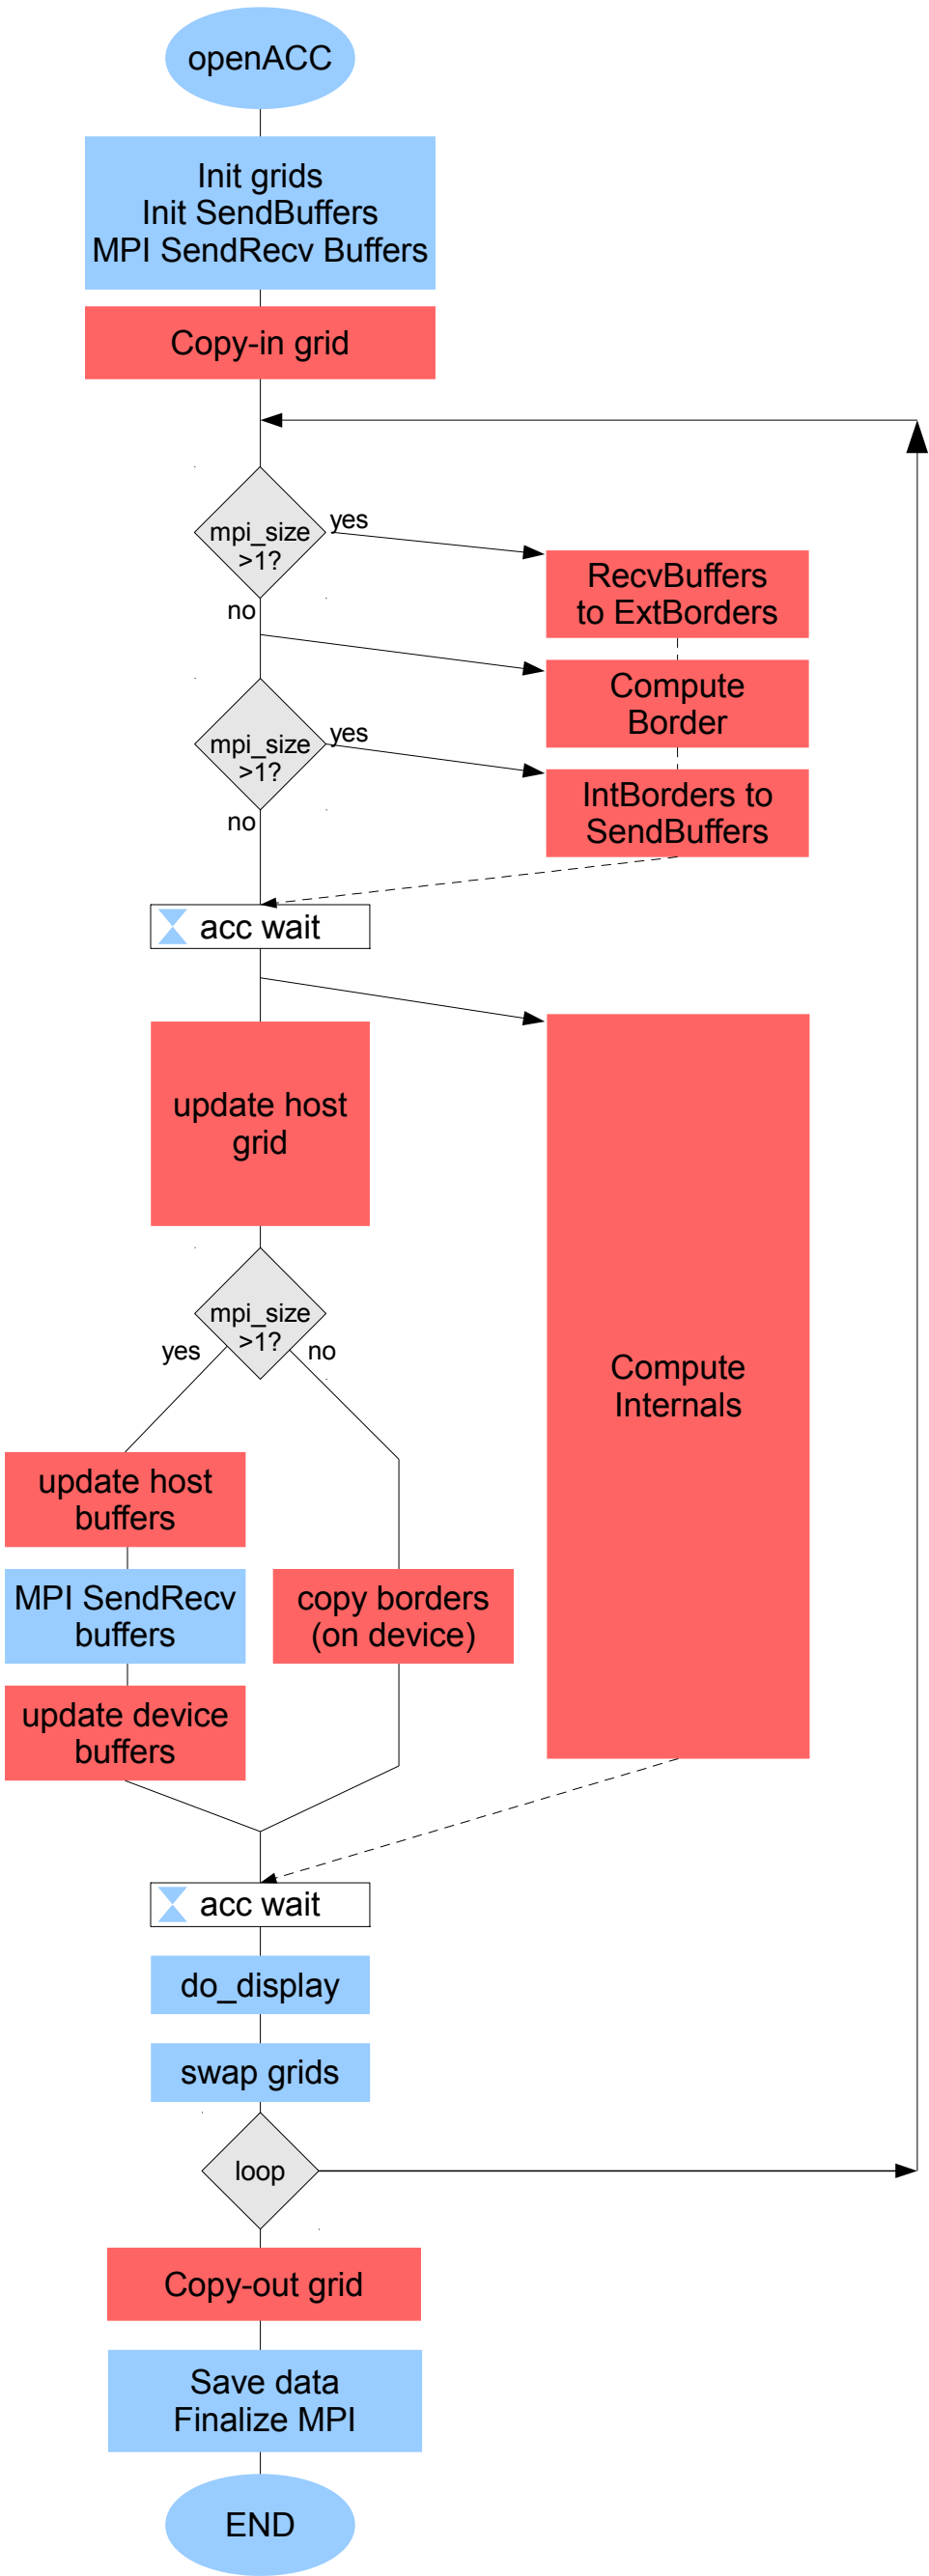 openACC
Init grids
Init SendBuffers
MPI SendRecv Buffers
Copy-in grid
mpi_size
>1?
yes
no
RecvBuffers
to ExtBorders
Compute
Border
mpi_size
>1?
yes
no
IntBorders to
SendBuffers
acc wait
update host
grid
Compute
Internals
mpi_size
>1?
yes
no
update host
buffers
MPI SendRecv
buffers
update device
buffers
copy borders
(on device)
acc wait
do_display
swap grids
loop
Copy-out grid
Save data
Finalize MPI
END